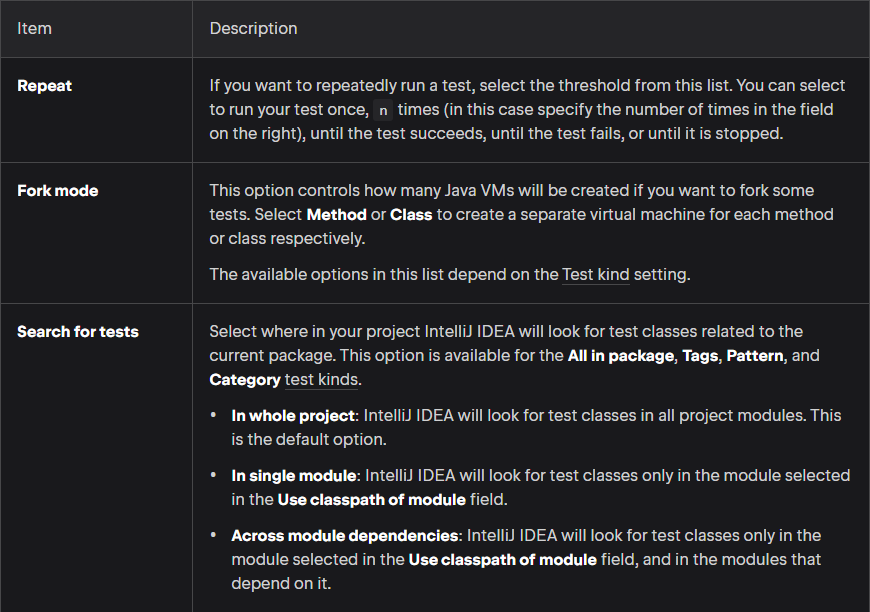 Item
Description
Repeat
If you want to repeatedly run a test, select the threshold from this list. You can select
to run your test once, n times (in this case specify the number of times in the field
on the right), until the test succeeds, until the test fails, or until it is stopped.
Fork mode
This option controls how many Java VMs will be created if you want to fork some
tests. Select Method or Class to create a separate virtual machine for each method
or class respectively.
The available options in this list depend on the Test kind setting.
Search for tests
Select where in your project IntelliJ IDEA will look for test classes related to the
current package. This option is available for the All in package, Tags, Pattern, and
Category test kinds.
• In whole project: IntelliJ IDEA will look for test classes in all project modules. This
is the default option.
• In single module: IntelliJ IDEA will look for test classes only in the module selected
in the Use classpath of module field.
• Across module dependencies: IntelliJ IDEA will look for test classes only in the
module selected in the Use classpath of module field, and in the modules that
depend on it.